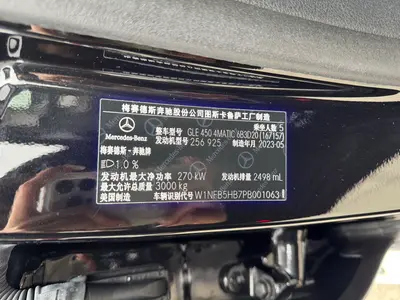 梅赛德斯奔驰股份公司图斯卡鲁萨工厂制造
乘坐人数 5
整车型号 GLE 450 4MATIC 6B3D20 (167157)
发动机型号 256 925 制造年月 2023-05
Mercedes-Benz
梅赛德斯-奔驰牌
1.0 %
发动机最大净功率 270 kW 发动机排量 2498 mL
最大允许总质量 3000 kg
美国制造 车辆识别代号 W1NFB5HB7PB001063